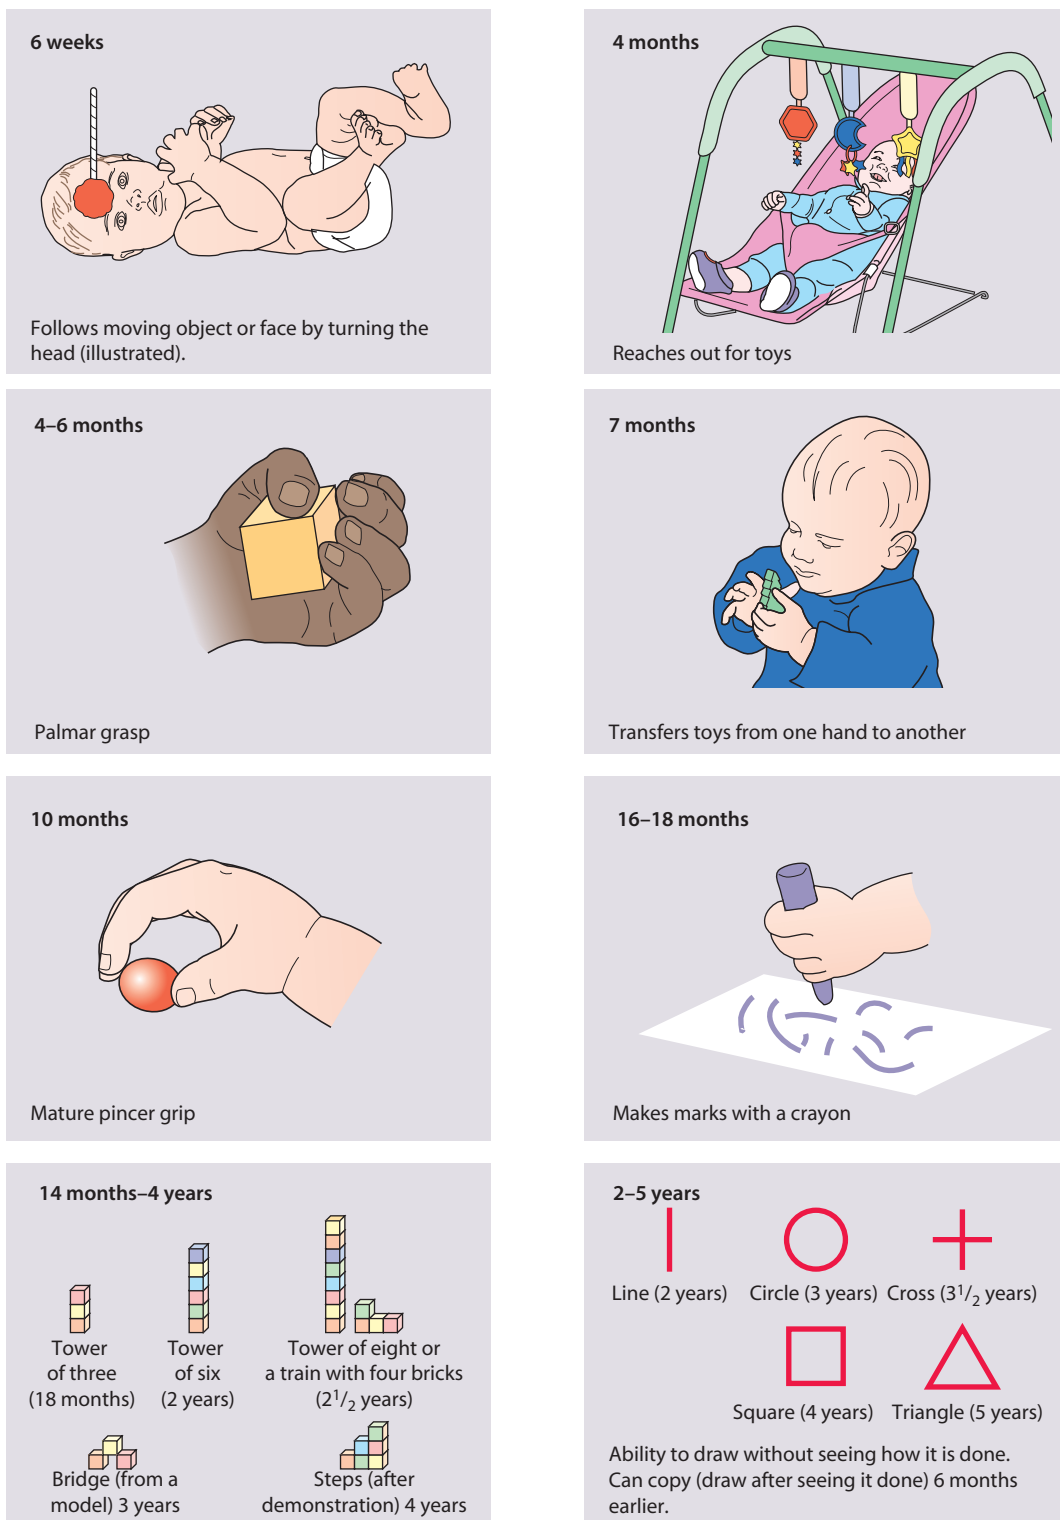 6 weeks
Follows moving object or face by turning the
head (illustrated).
4 months
Reaches out for toys
4–6 months
Palmar grasp
7 months
Transfers toys from one hand to another
10 months
Mature pincer grip
16–18 months
Makes marks with a crayon
14 months–4 years
Tower
of three
(18 months)
Tower
of six
(2 years)
Tower of eight or
a train with four bricks
(2 1/2 years)
Bridge (from a
model) 3 years
Steps (after
demonstration) 4 years
2–5 years
Line (2 years)
Circle (3 years)
Cross (3 1/2 years)
Square (4 years)
Triangle (5 years)
Ability to draw without seeing how it is done.
Can copy (draw after seeing it done) 6 months
earlier.